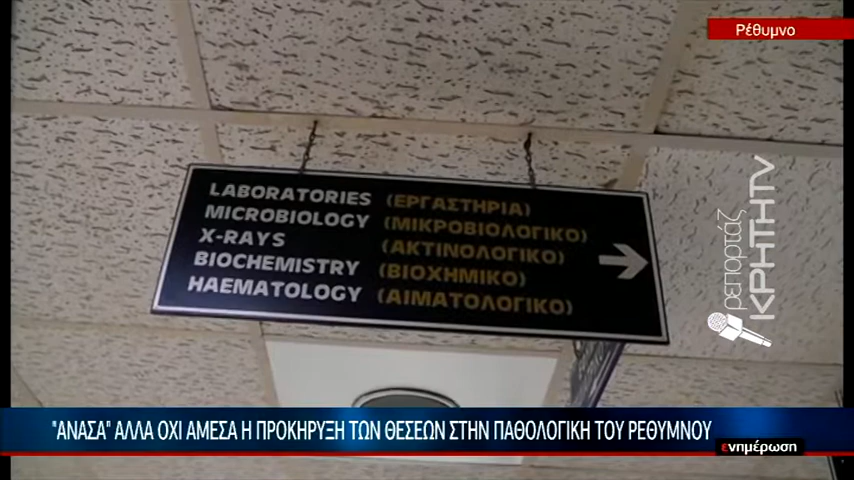 Ρέθυμνο
LABORATORIES (ΕΡΓΑΣΤΗΡΙΑ)
MICROBIOLOGY (ΜΙΚΡΟΒΙΟΛΟΓΙΚΟ)
X-RAYS (ΑΚΤΙΝΟΛΟΓΙΚΟ)
BIOCHEMISTRY (ΒΙΟΧΗΜΙΚΟ)
HAEMATOLOGY (ΑΙΜΑΤΟΛΟΓΙΚΟ)
ρεπορτάζ
ΚΡΗΤΗTV
"ΑΝΑΣΑ" ΑΛΛΑ ΟΧΙ ΑΜΕΣΑ Η ΠΡΟΚΗΡΥΞΗ ΤΩΝ ΘΕΣΕΩΝ ΣΤΗΝ ΠΑΘΟΛΟΓΙΚΗ ΤΟΥ ΡΕΘΥΜΝΟΥ
ενημέρωση